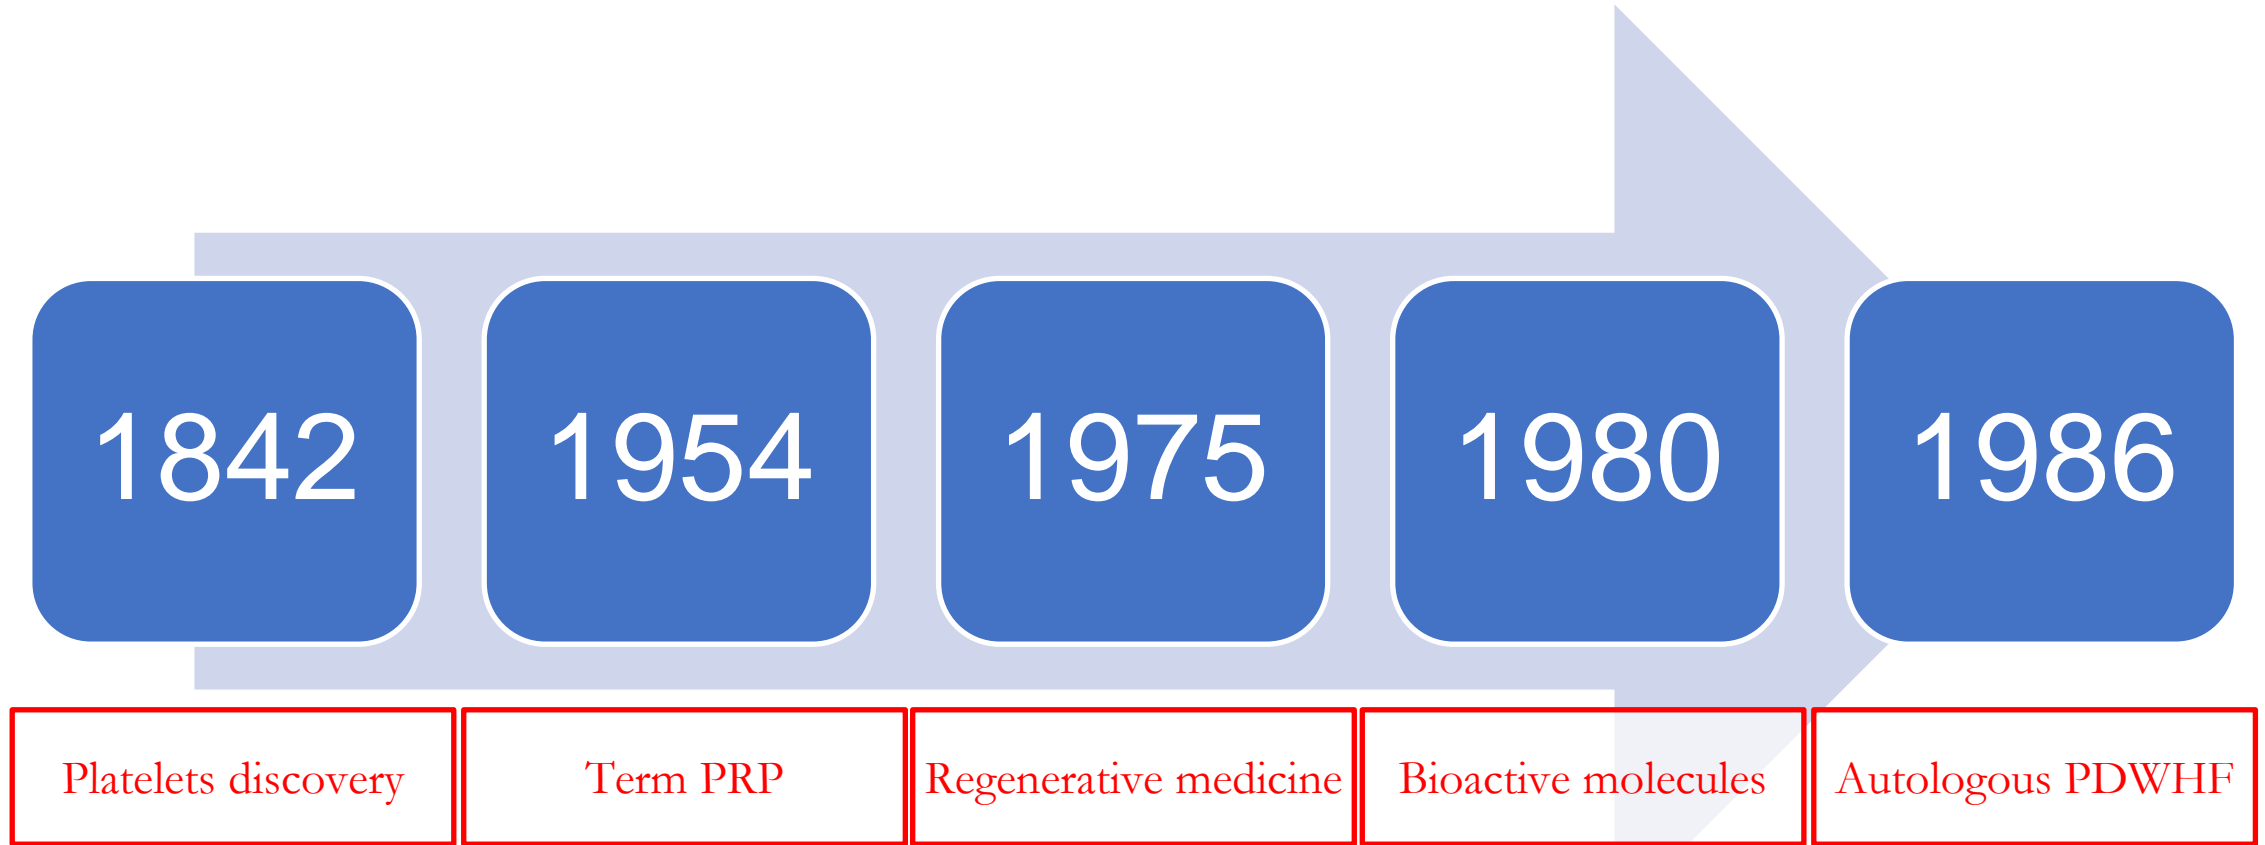 1842
1954
1975
1980
1986
Platelets discovery
Term PRP
Regenerative medicine
Bioactive molecules
Autologous PDWHF